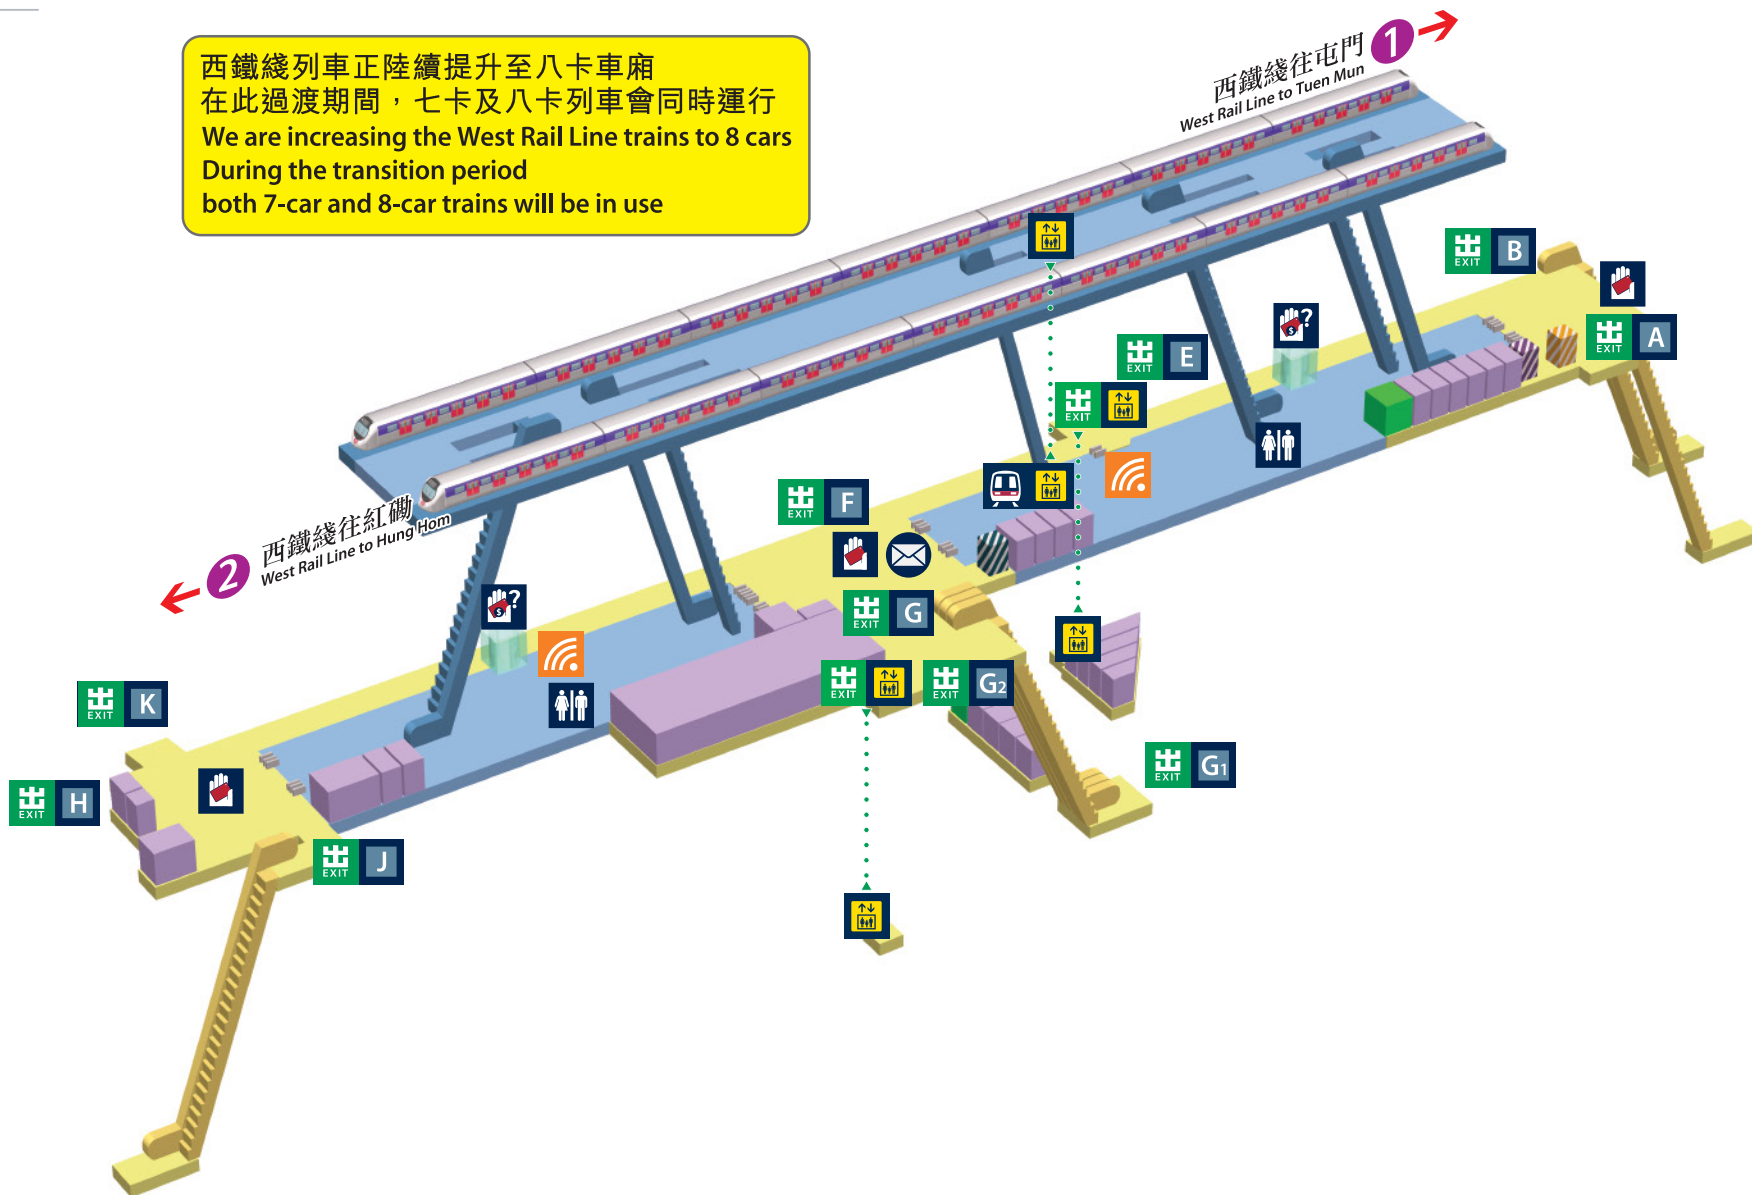 西鐵綫列車正陸續提升至八卡車廂
在此過渡期間，七卡及八卡列車會同時運行
We are increasing the West Rail Line trains to 8 cars
During the transition period
both 7-car and 8-car trains will be in use
西鐵綫往屯門 1
West Rail Line to Tuen Mun
出 EXIT B
出 EXIT A
$?
出 EXIT E
出 EXIT
出 EXIT F
2 西鐵綫往紅磡
West Rail Line to Hung Hom
$?
出 EXIT G
出 EXIT
出 EXIT G2
出 EXIT K
出 EXIT G1
出 EXIT H
出 EXIT J